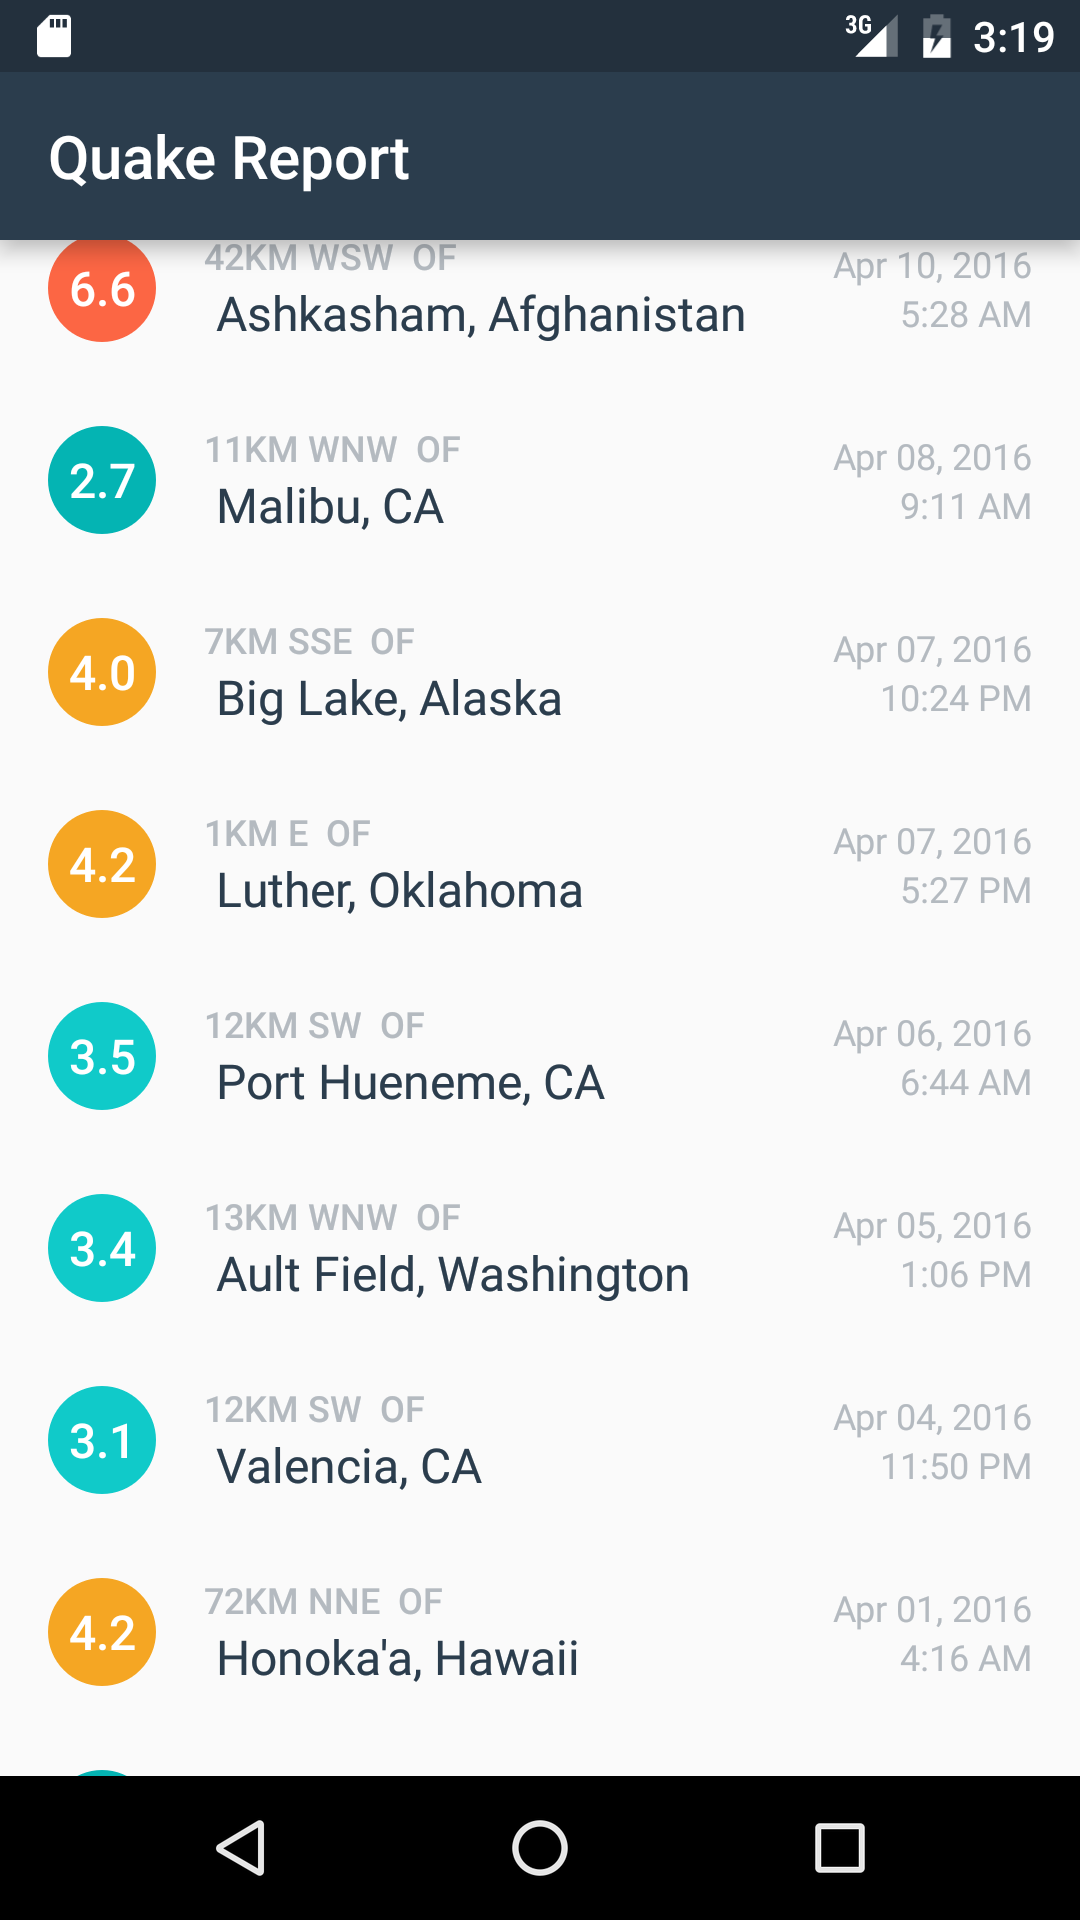 3G 3:19
Quake Report
6.6
42KM WSW OF
Ashkasham, Afghanistan
Apr 10, 2016
5:28 AM
2.7
11KM WNW OF
Malibu, CA
Apr 08, 2016
9:11 AM
4.0
7KM SSE OF
Big Lake, Alaska
Apr 07, 2016
10:24 PM
4.2
1KM E OF
Luther, Oklahoma
Apr 07, 2016
5:27 PM
3.5
12KM SW OF
Port Hueneme, CA
Apr 06, 2016
6:44 AM
3.4
13KM WNW OF
Ault Field, Washington
Apr 05, 2016
1:06 PM
3.1
12KM SW OF
Valencia, CA
Apr 04, 2016
11:50 PM
4.2
72KM NNE OF
Honoka'a, Hawaii
Apr 01, 2016
4:16 AM